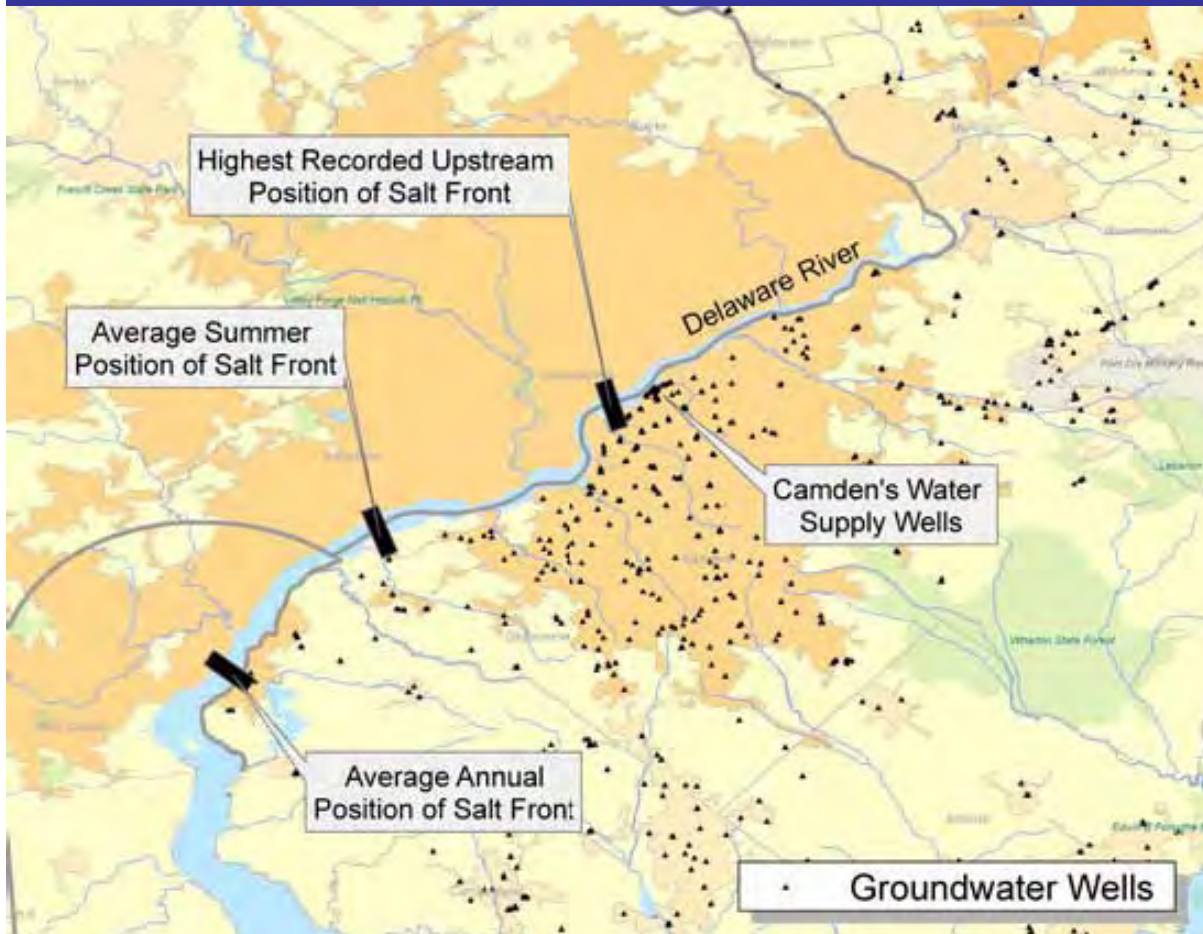 Highest Recorded Upstream
Position of Salt Front
Delaware River
Average Summer
Position of Salt Front
Camden's Water
Supply Wells
Wharton State Forest
Average Annual
Position of Salt Front
Groundwater Wells